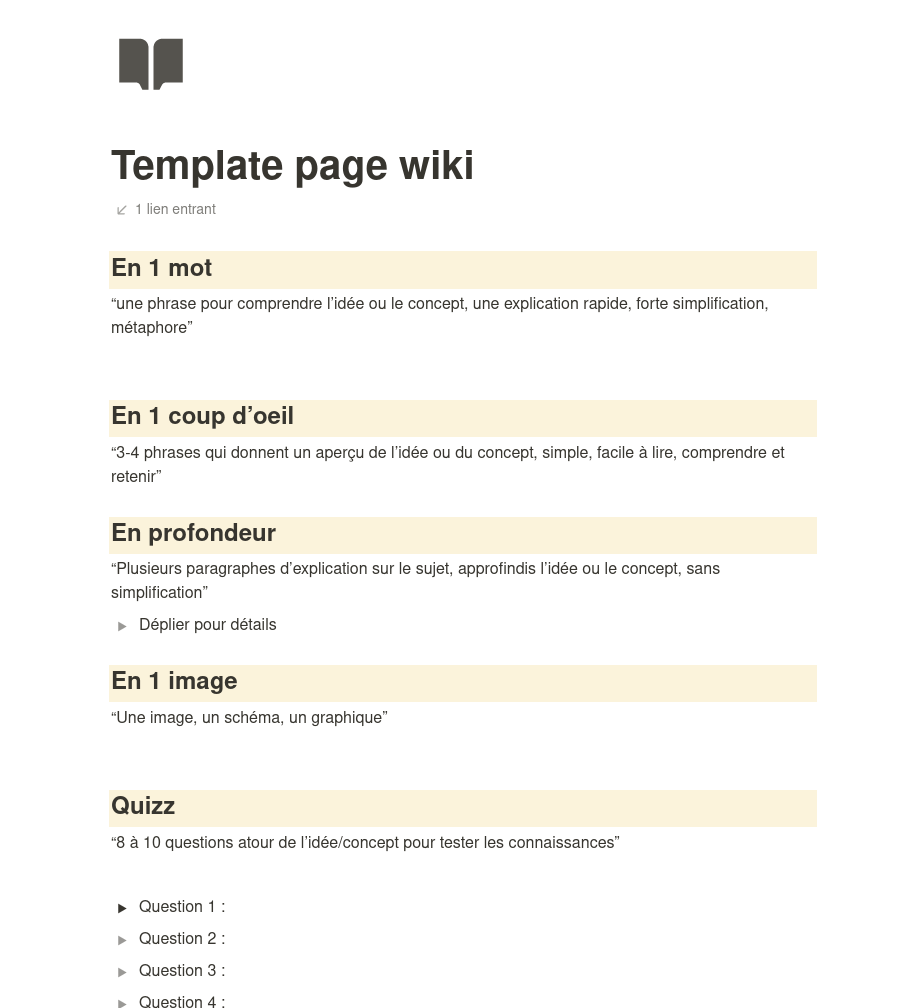 Template page wiki
1 lien entrant
En 1 mot
“une phrase pour comprendre l’idée ou le concept, une explication rapide, forte simplification,
métaphore”
En 1 coup d’oeil
“3-4 phrases qui donnent un aperçu de l’idée ou du concept, simple, facile à lire, comprendre et
retenir”
En profondeur
“Plusieurs paragraphes d’explication sur le sujet, approfindis l’idée ou le concept, sans
simplification”
Déplier pour détails
En 1 image
“Une image, un schéma, un graphique”
Quizz
“8 à 10 questions atour de l’idée/concept pour tester les connaissances”
Question 1 :
Question 2 :
Question 3 :
Question 4 :